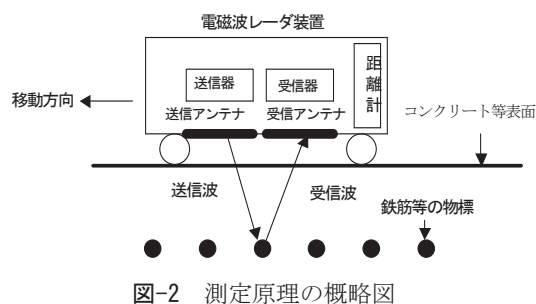 電磁波レーダ装置
送信器
受信器
距離計
移動方向
送信アンテナ
受信アンテナ
コンクリート等表面
送信波
受信波
鉄筋等の物標
図-2 測定原理の概略図